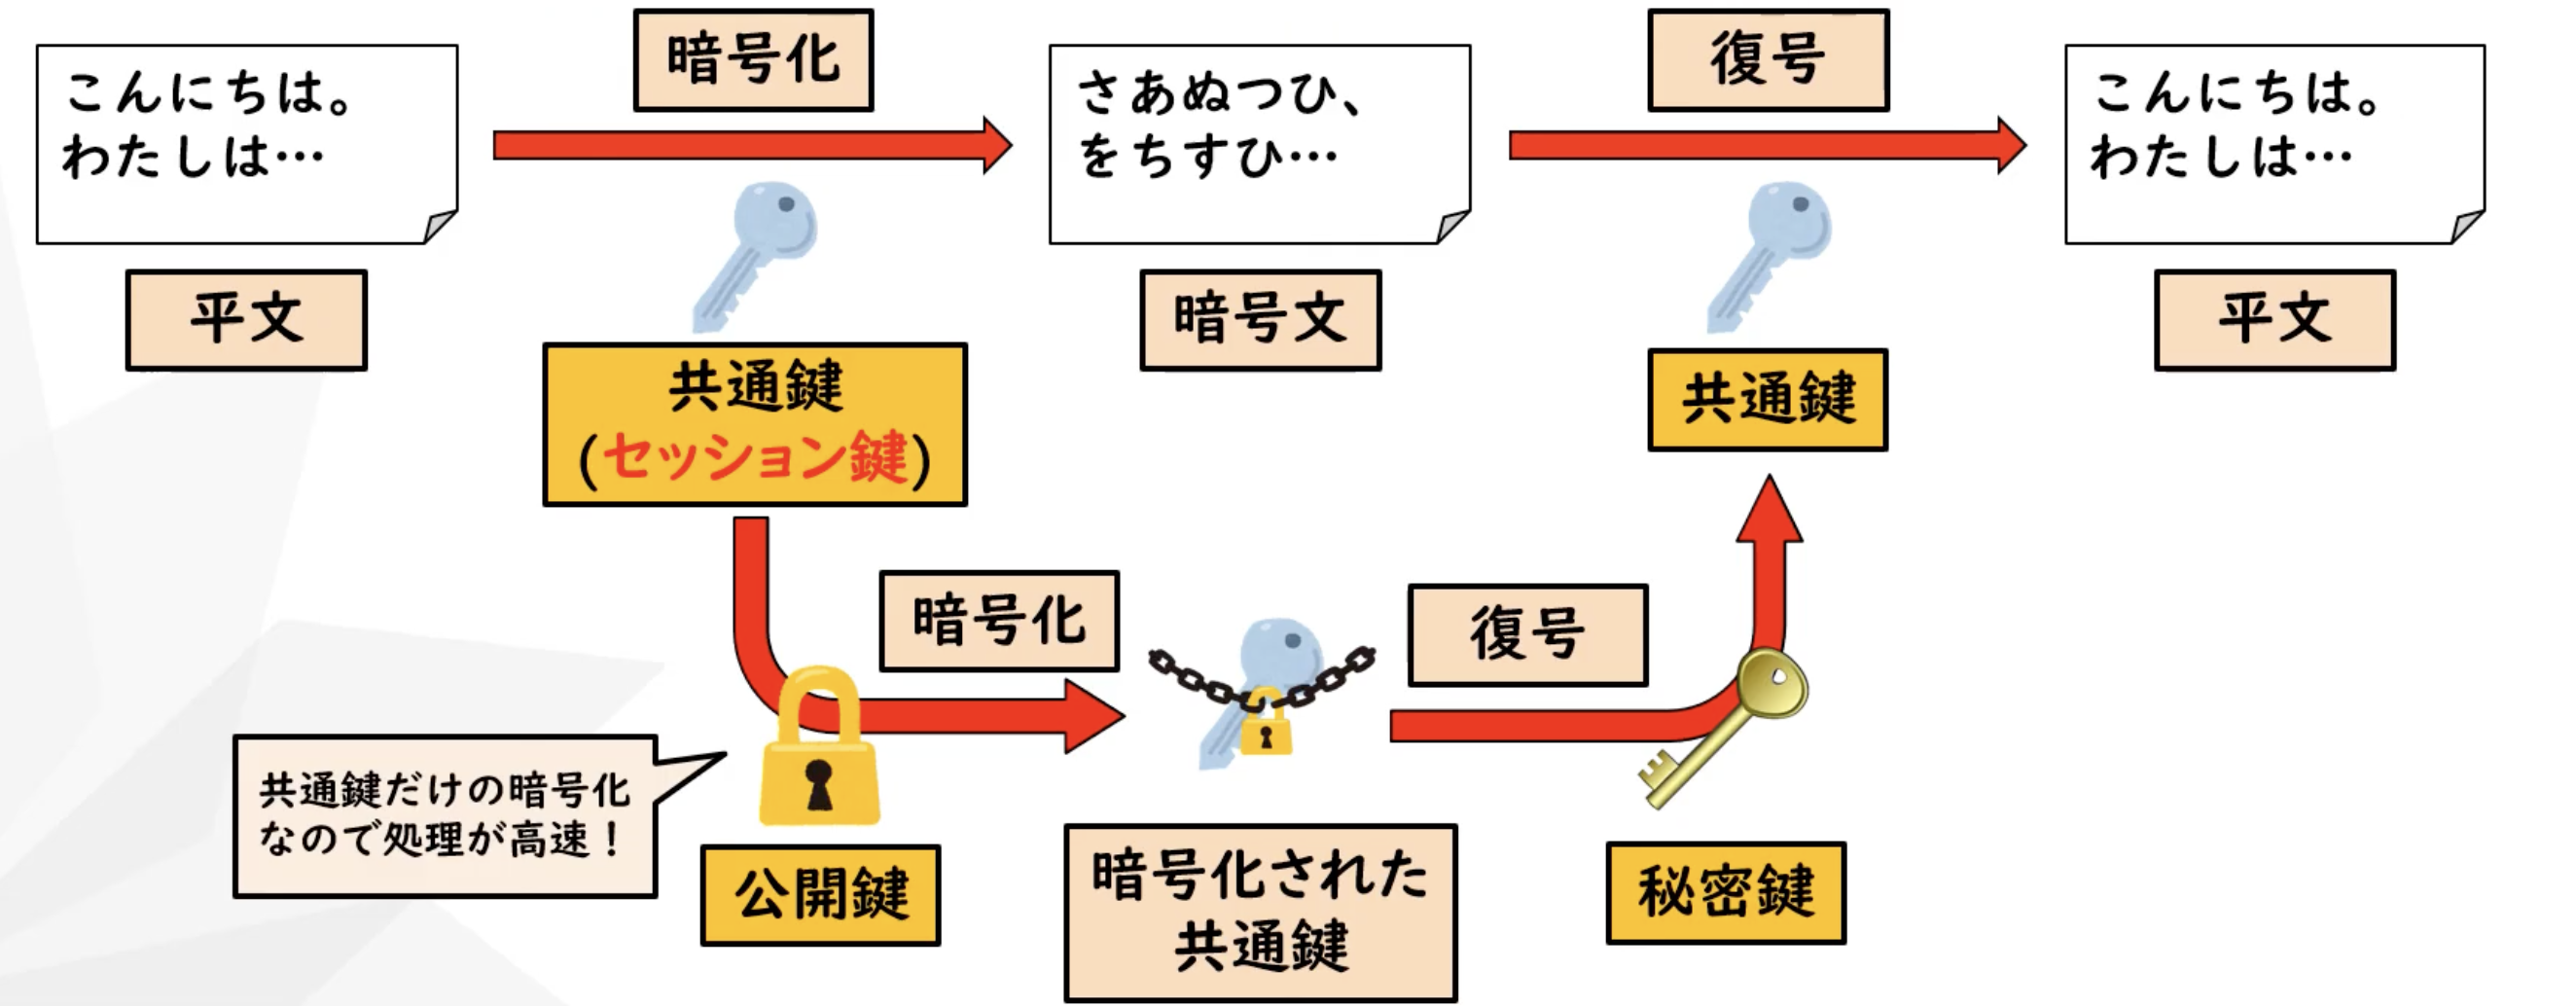 暗号化
復号
こんにちは。
わたしは…
さあぬつひ、
をちすひ…
こんにちは。
わたしは…
平文
暗号文
平文
共通鍵
(セッション鍵)
共通鍵
暗号化
復号
共通鍵だけの暗号化
なので処理が高速！
公開鍵
暗号化された
共通鍵
秘密鍵